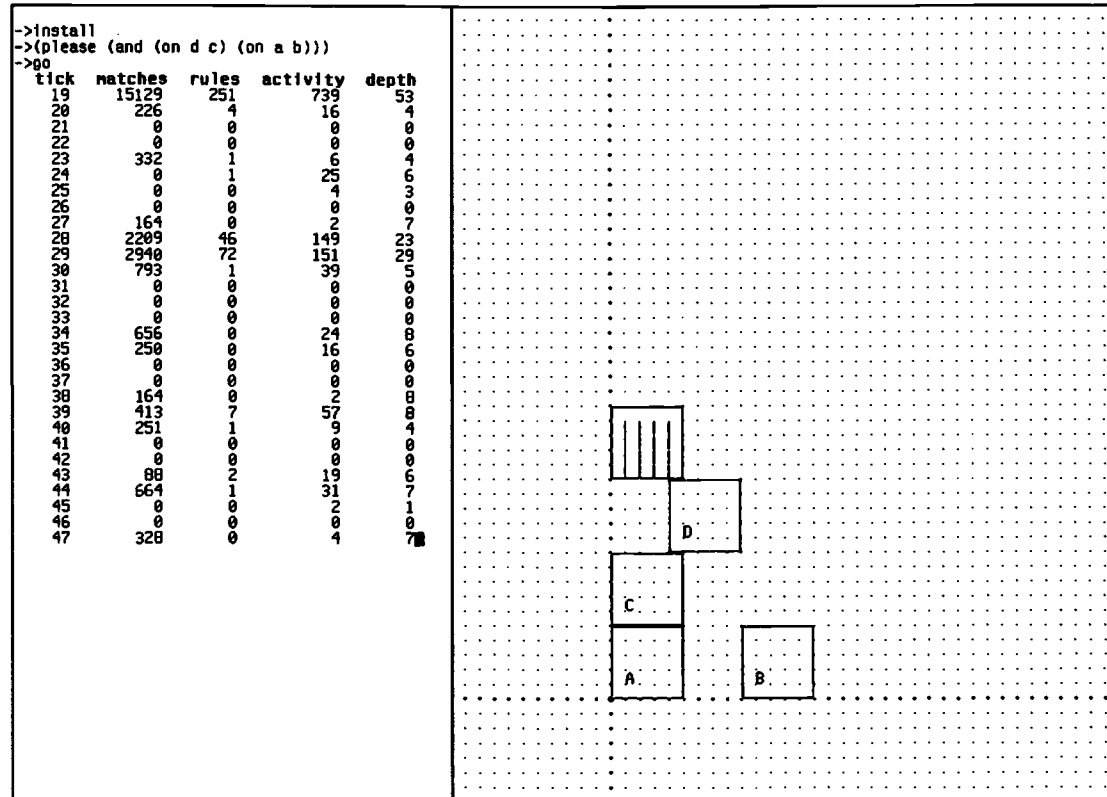 ->install
->(please (and (on d c) (on a b)))
->go
tick matches rules activity depth
19 15129 251 739 53
20 226 4 16 4
21 0 0 0 0
22 0 0 0 0
23 332 1 6 4
24 0 1 25 6
25 0 0 4 3
26 0 0 0 0
27 164 0 2 7
28 2209 46 149 23
29 2940 72 151 29
30 793 1 39 5
31 0 0 0 0
32 0 0 0 0
33 0 0 0 0
34 656 0 24 8
35 250 0 16 6
36 0 0 0 0
37 0 0 0 0
38 164 0 2 8
39 413 7 57 8
40 251 1 9 4
41 0 0 0 0
42 0 0 0 0
43 88 2 19 6
44 664 1 31 7
45 0 0 2 1
46 0 0 0 0
47 328 0 4 7
D
C
A B